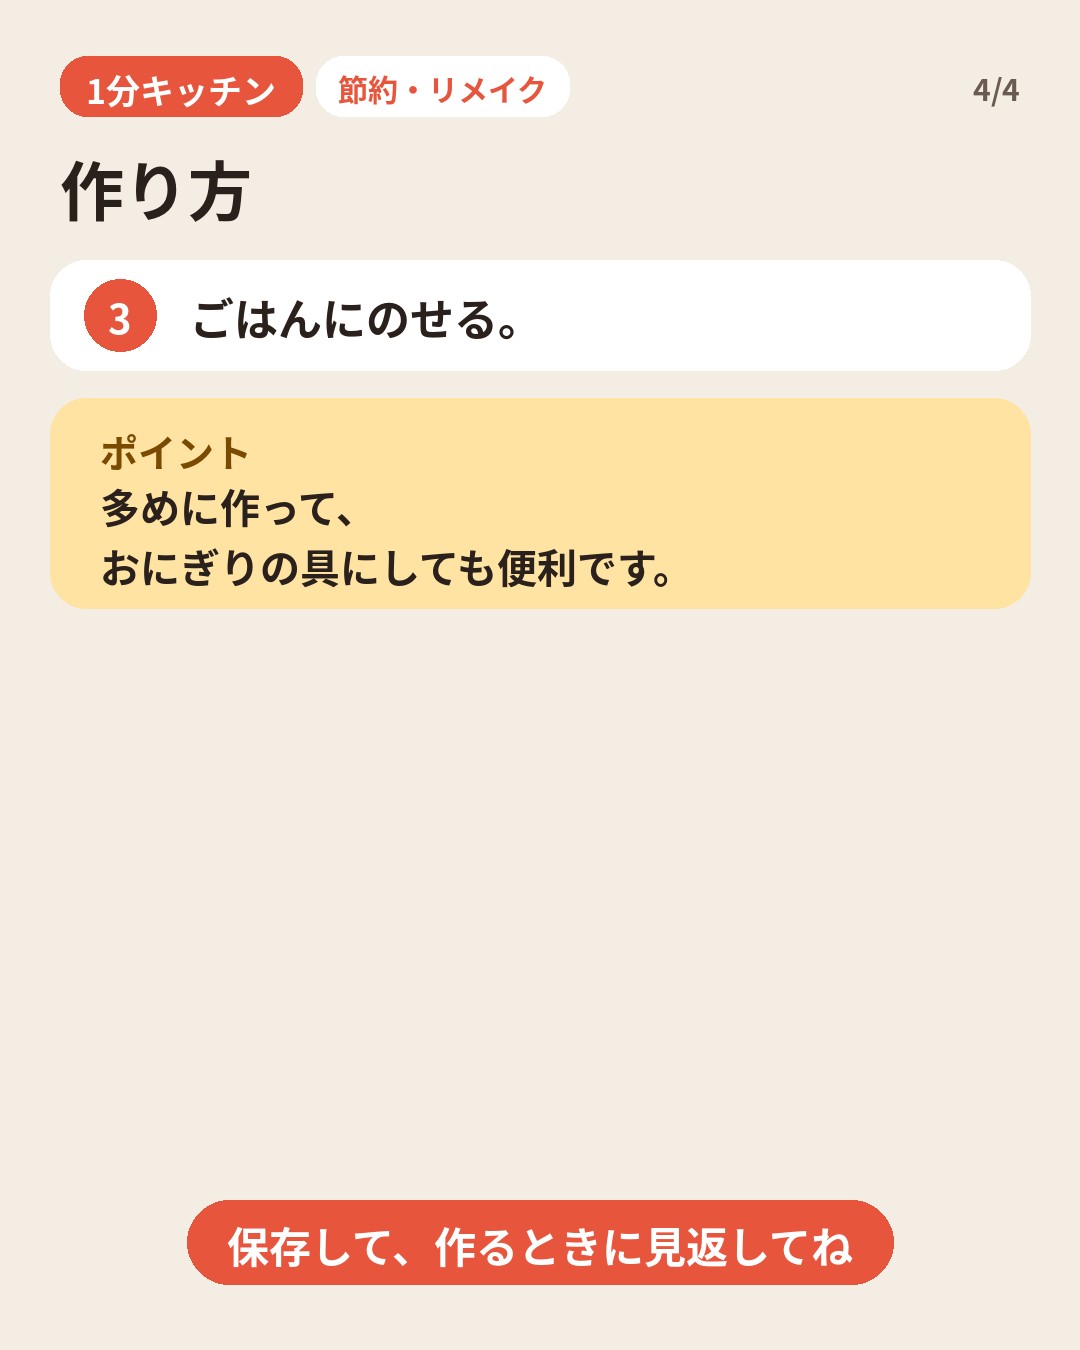 1分キッチン 節約・リメイク 4/4
作り方
3 ごはんにのせる。
ポイント
多めに作って、
おにぎりの具にしても便利です。
保存して、作るときに見返してね